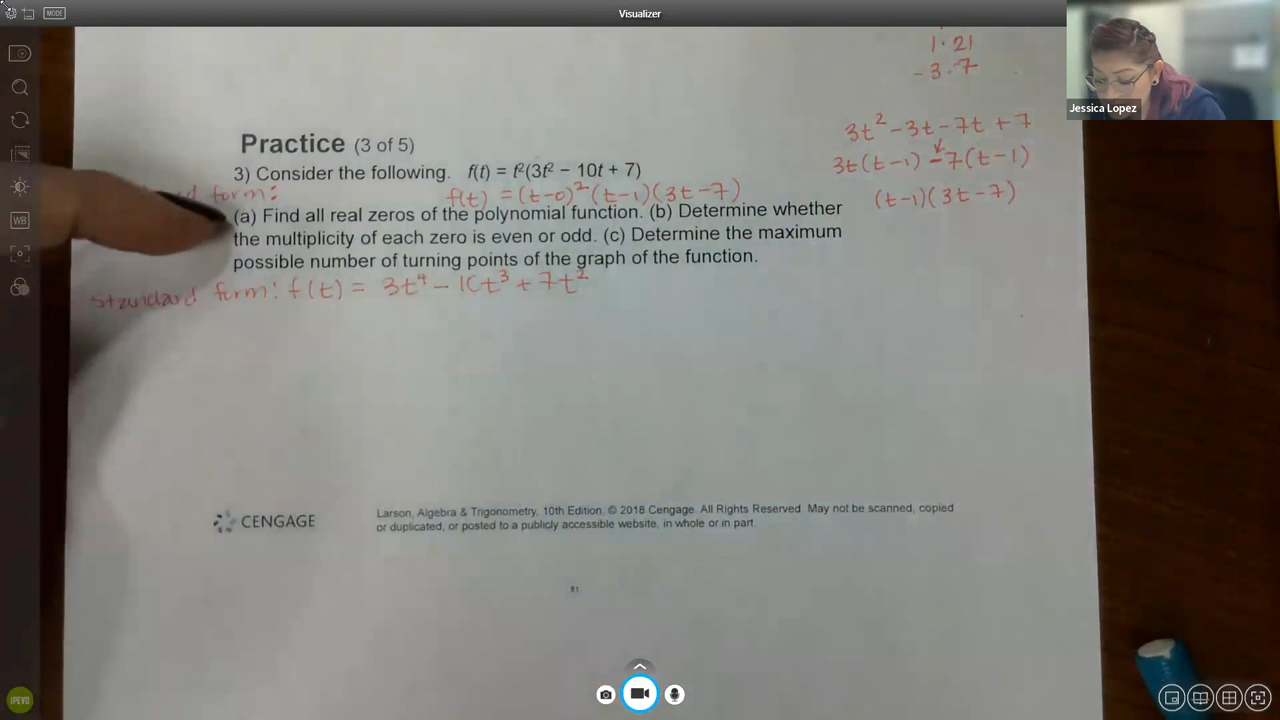 MODE
Visualizer
1·21
-3·7
Jessica Lopez
3t² - 3t - 7t + 7
3t(t-1) - 7(t-1)
(t-1)(3t-7)
Practice (3 of 5)
3) Consider the following. f(t) = t²(3t² − 10t + 7)
form:
f(t) = (t-0)²(t-1)(3t-7)
(a) Find all real zeros of the polynomial function. (b) Determine whether
the multiplicity of each zero is even or odd. (c) Determine the maximum
possible number of turning points of the graph of the function.
standard form: f(t) = 3t⁴ - 10t³ + 7t²
CENGAGE
Larson, Algebra & Trigonometry, 10th Edition. © 2018 Cengage. All Rights Reserved. May not be scanned, copied
or duplicated, or posted to a publicly accessible website, in whole or in part.
81
WB
IPEVO